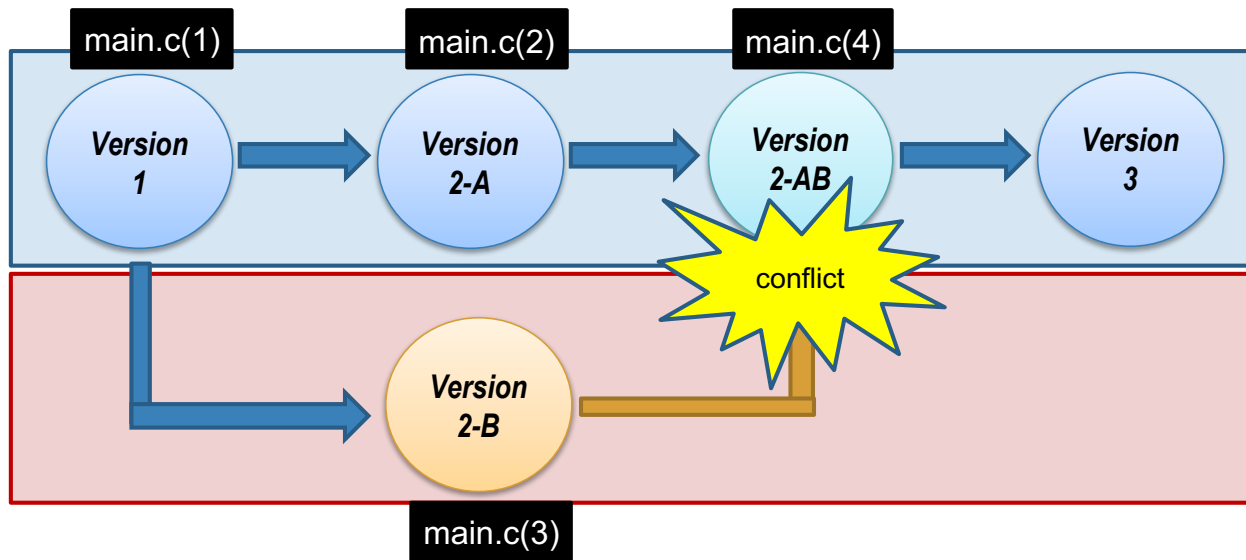 main.c(1)
main.c(2)
main.c(4)
Version
1
Version
2-A
Version
2-AB
Version
3
conflict
Version
2-B
main.c(3)